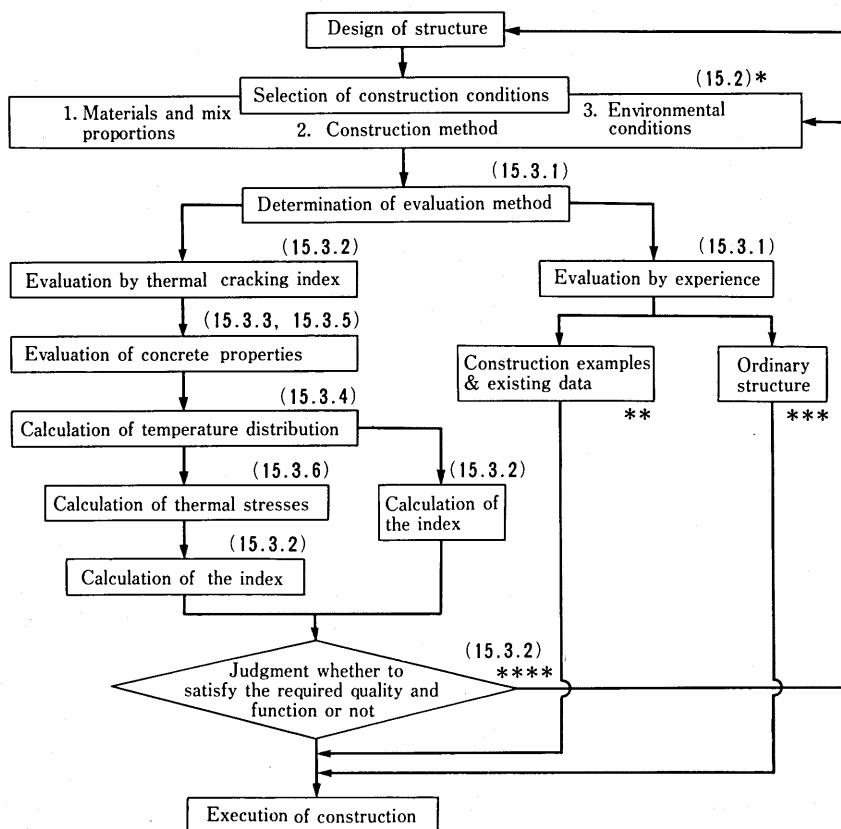 Design of structure
(15.2)*
Selection of construction conditions
1. Materials and mix
proportions
2. Construction method
3. Environmental
conditions
(15.3.1)
Determination of evaluation method
(15.3.2)
Evaluation by thermal cracking index
(15.3.1)
Evaluation by experience
(15.3.3, 15.3.5)
Evaluation of concrete properties
Construction examples
& existing data
**
Ordinary
structure
***
(15.3.4)
Calculation of temperature distribution
(15.3.6)
Calculation of thermal stresses
(15.3.2)
Calculation of
the index
(15.3.2)
Calculation of the index
(15.3.2)
****
Judgment whether to
satisfy the required quality and
function or not
Execution of construction